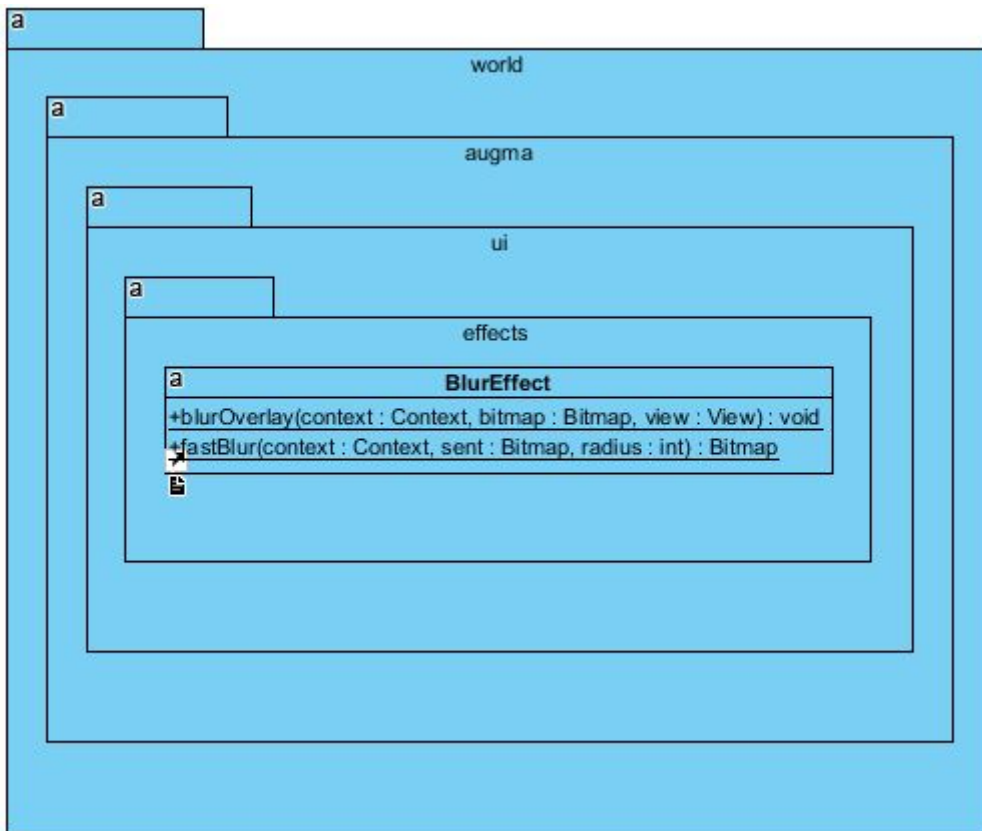 a
world
a
augma
a
ui
a
effects
a
BlurEffect
+blurOverlay(context : Context, bitmap : Bitmap, view : View) : void
+fastBlur(context : Context, sent : Bitmap, radius : int) : Bitmap